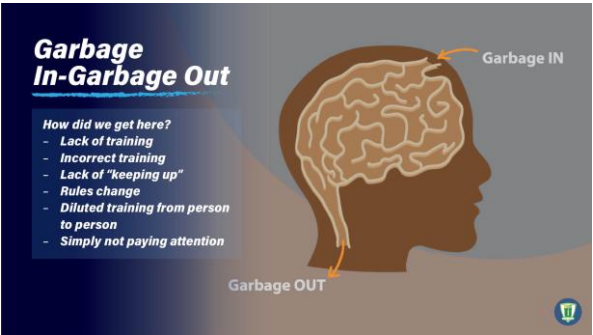 Garbage
In-Garbage Out
How did we get here?
- Lack of training
- Incorrect training
- Lack of “keeping up”
- Rules change
- Diluted training from person
to person
- Simply not paying attention
Garbage IN
Garbage OUT